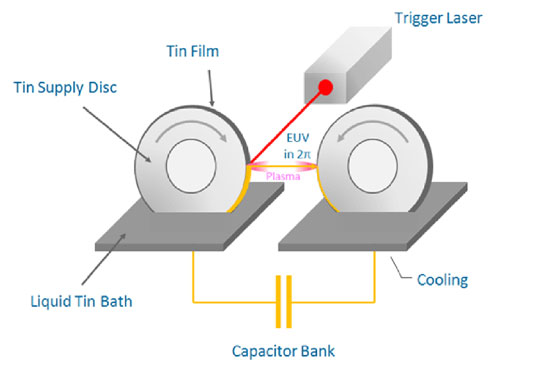 Trigger Laser
Tin Film
Tin Supply Disc
EUV
in 2π
Plasma
Cooling
Liquid Tin Bath
Capacitor Bank